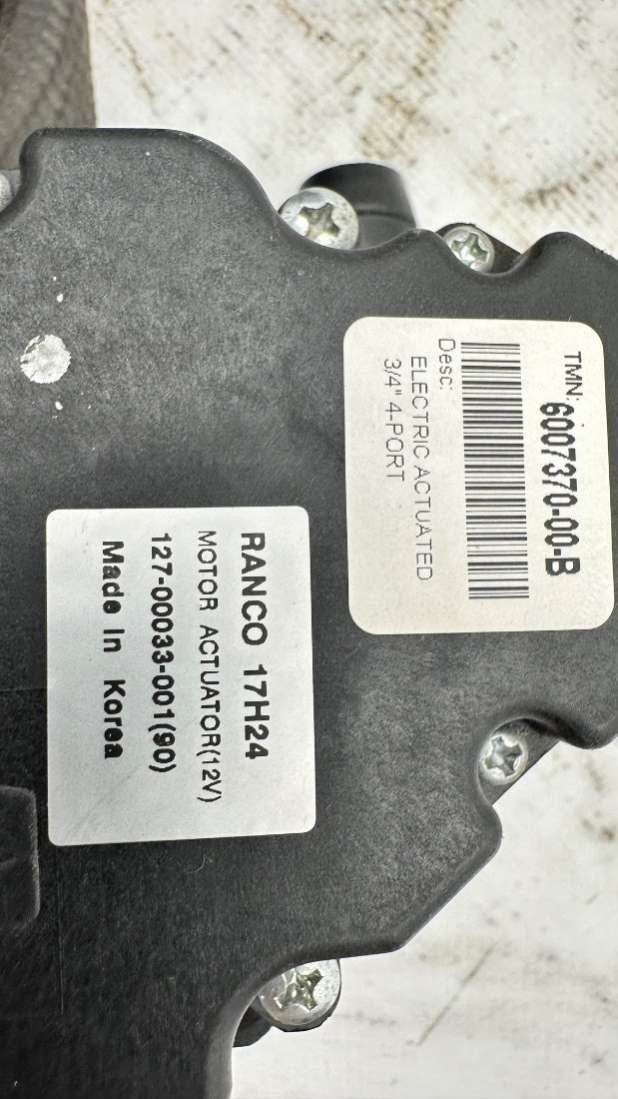 TMN: 6007370-00-B
Desc:
ELECTRIC ACTUATED
3/4" 4-PORT
RANCO 17H24
MOTOR ACTUATOR(12V)
127-00033-001(90)
Made In Korea